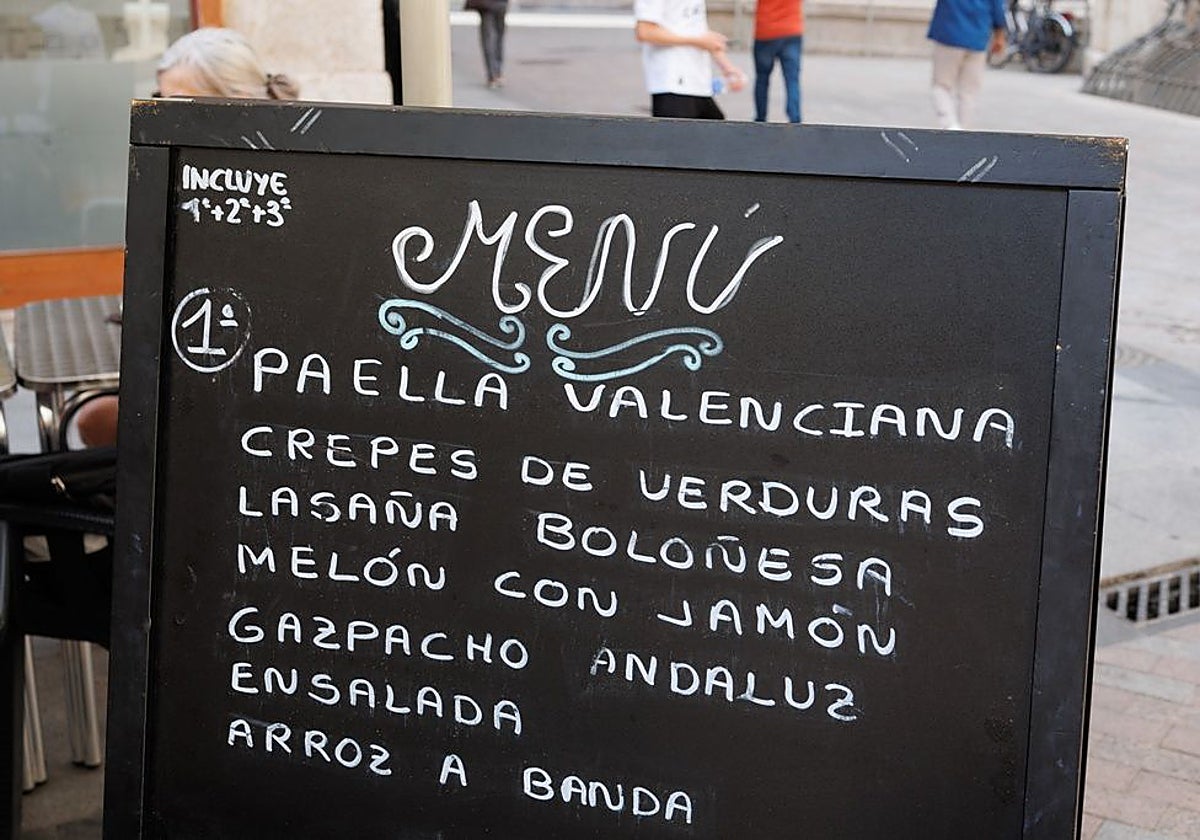 INCLUYE
1º+2º+3º
MENÚ
1º
PAELLA VALENCIANA
CREPES DE VERDURAS
LASAÑA BOLOÑESA
MELÓN CON JAMÓN
GAZPACHO ANDALUZ
ENSALADA
ARROZ A BANDA